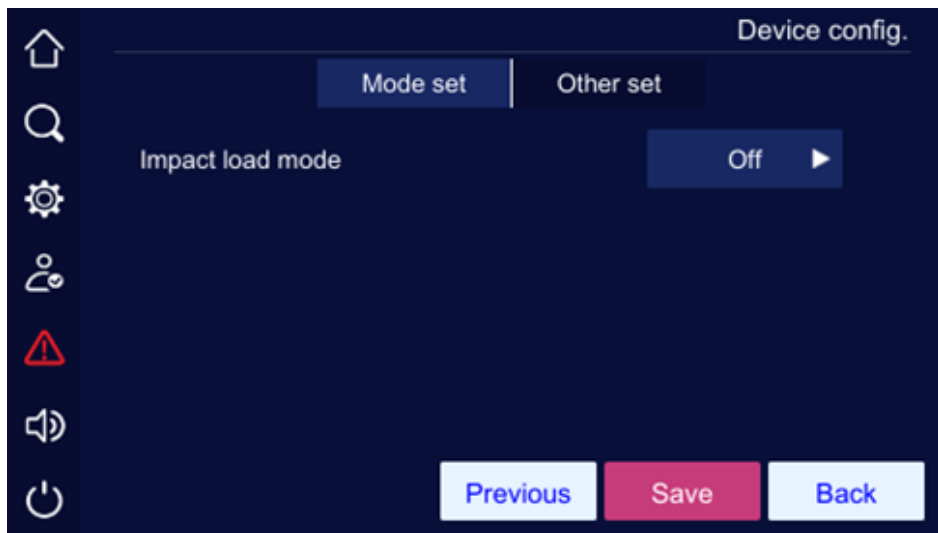 Device config.
Mode set Other set
Impact load mode Off
Previous Save Back